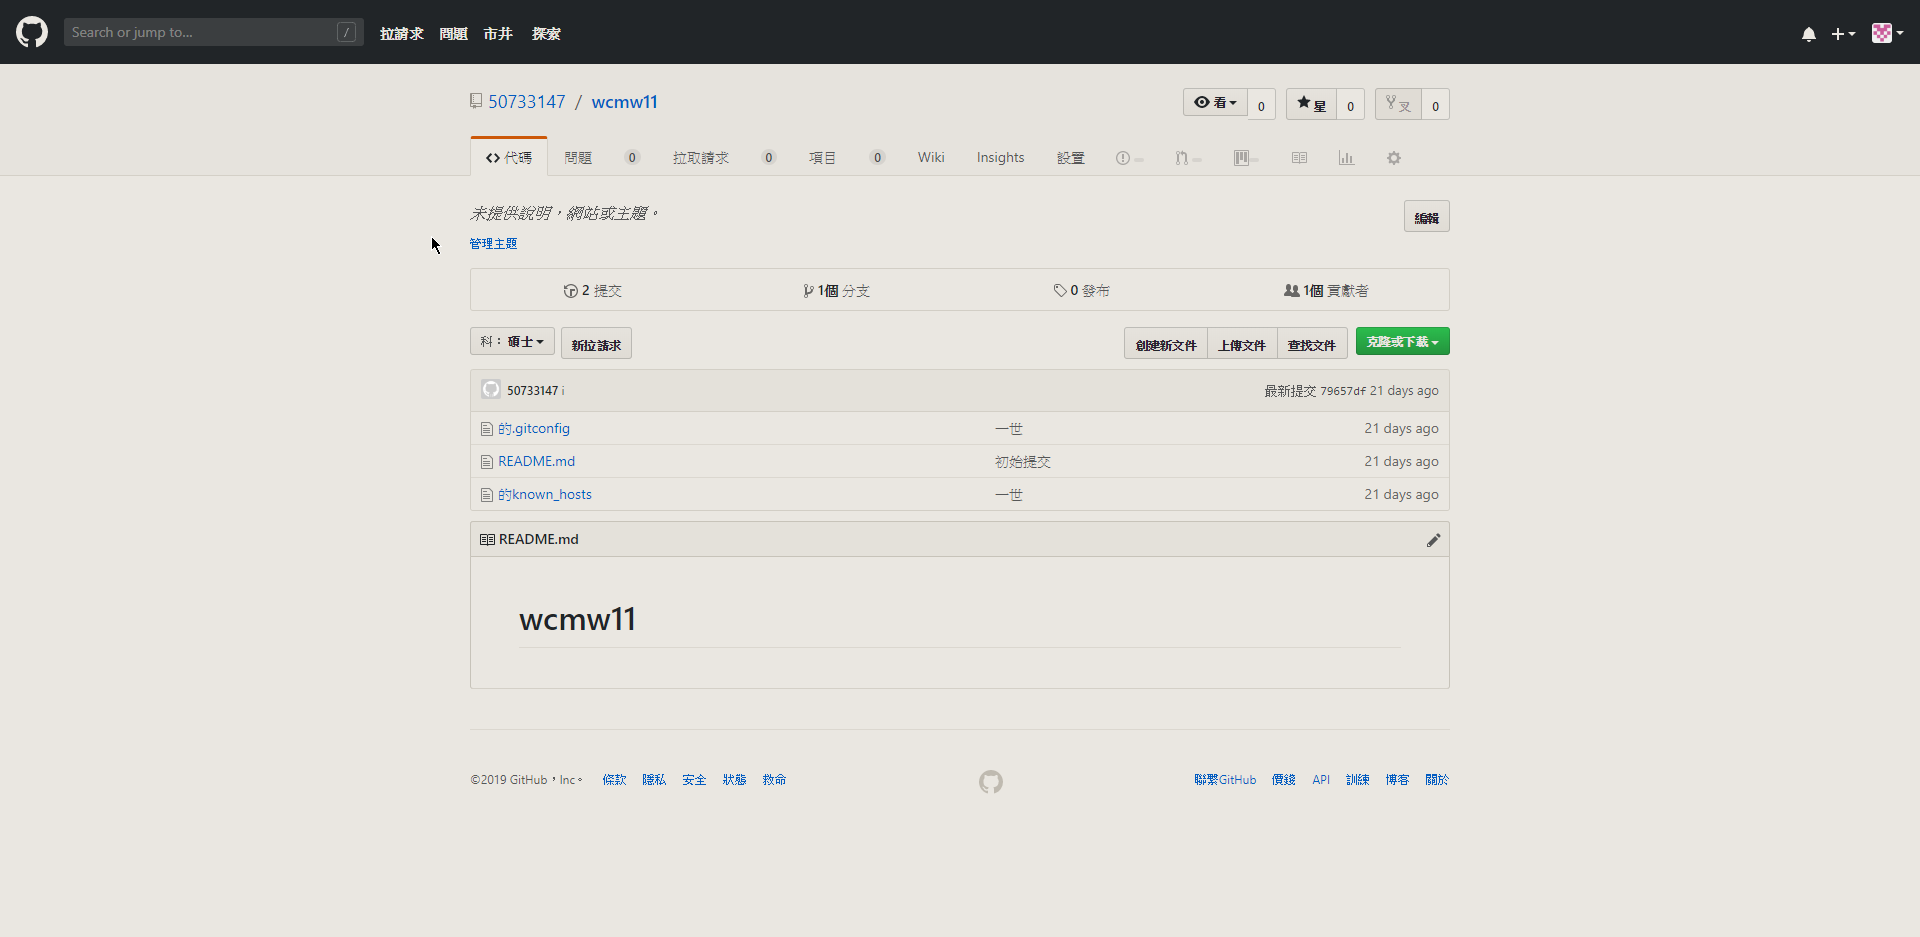 Search or jump to... / 拉請求 問題 市井 探索
50733147 / wcmw11 看 0 星 0 叉 0
代碼 問題 0 拉取請求 0 項目 0 Wiki Insights 設置
未提供說明，網站或主題。 編輯
管理主題
2 提交 1個 分支 0 發布 1個 貢獻者
科： 碩士 新拉請求 創建新文件 上傳文件 查找文件 克隆或下載
50733147 i 最新提交 79657df 21 days ago
的.gitconfig 一世 21 days ago
README.md 初始提交 21 days ago
的known_hosts 一世 21 days ago
README.md
wcmw11
©2019 GitHub，Inc。 條款 隱私 安全 狀態 救命 聯繫GitHub 價錢 API 訓練 博客 關於